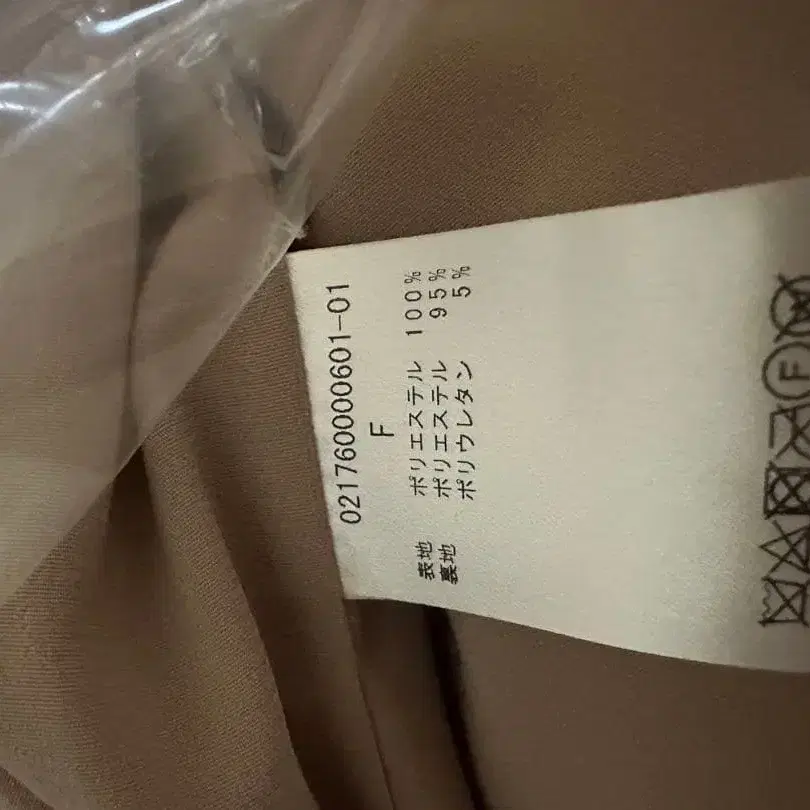 021760000601-01
F
表地 ポリエステル 100%
裏地 ポリエステル 95%
ポリウレタン 5%
F
W